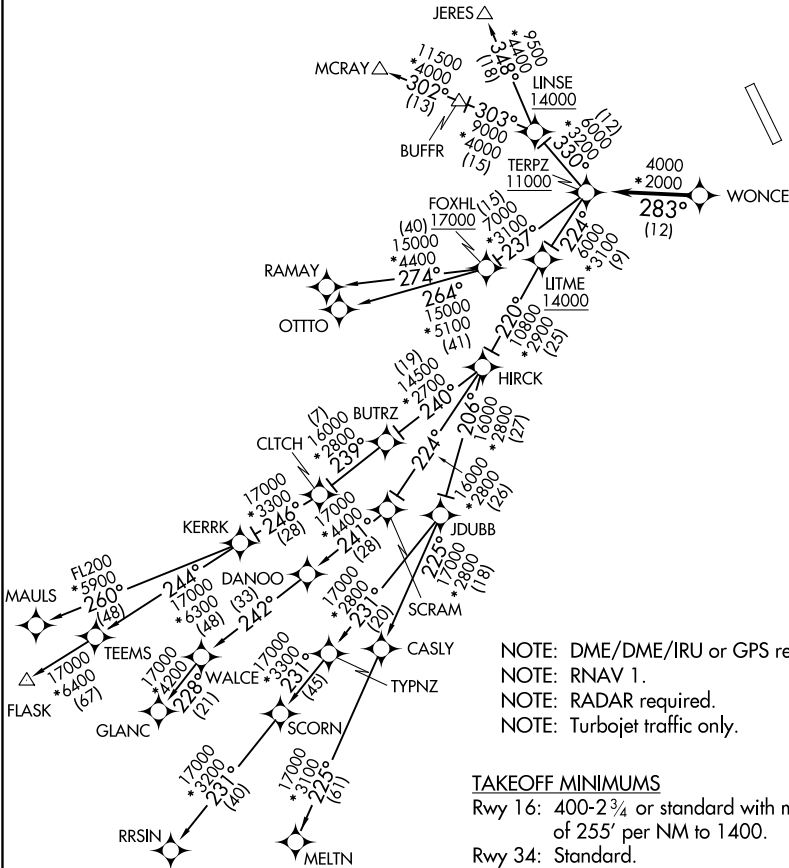 JERES
9500
*4400
348°
(18)
MCRAY
11500
*4000
302°
(13)
LINSE
14000
BUFFR
303°
9000
*4000
(15)
(12)
6000
*3200
330°
TERPZ
11000
4000
*2000
283°
(12)
WONCE
FOXHL
17000
(15)
7000
*3100
237°
224°
6000
*3100
(9)
(40)
15000
*4400
274°
RAMAY
OTTTO
264°
15000
*5100
(41)
LITME
14000
220°
10800
*2900
(25)
HIRCK
(19)
14500
*2700
240°
BUTRZ
206°
16000
*2800
(27)
(7)
16000
*2800
239°
CLTCH
224°
16000
*2800
(26)
17000
*3300
246°
(28)
KERRK
17000
*4400
241°
(28)
JDUBB
225°
17000
*2800
(18)
SCRAM
DANOO
FL200
*5900
260°
(48)
MAULS
244°
17000
*6300
(48)
(33)
242°
17000
*2800
231°
(20)
TEEMS
WALCE
CASLY
TYPNZ
17000
*6400
(67)
FLASK
17000
*4200
228°
(21)
GLANC
17000
*3300
231°
(45)
SCORN
17000
*3200
231°
(40)
RRSIN
17000
*3100
225°
(61)
MELTN
NOTE: DME/DME/IRU or GPS re
NOTE: RNAV 1.
NOTE: RADAR required.
NOTE: Turbojet traffic only.
TAKEOFF MINIMUMS
Rwy 16: 400-2¾ or standard with m
of 255' per NM to 1400.
Rwy 34: Standard.